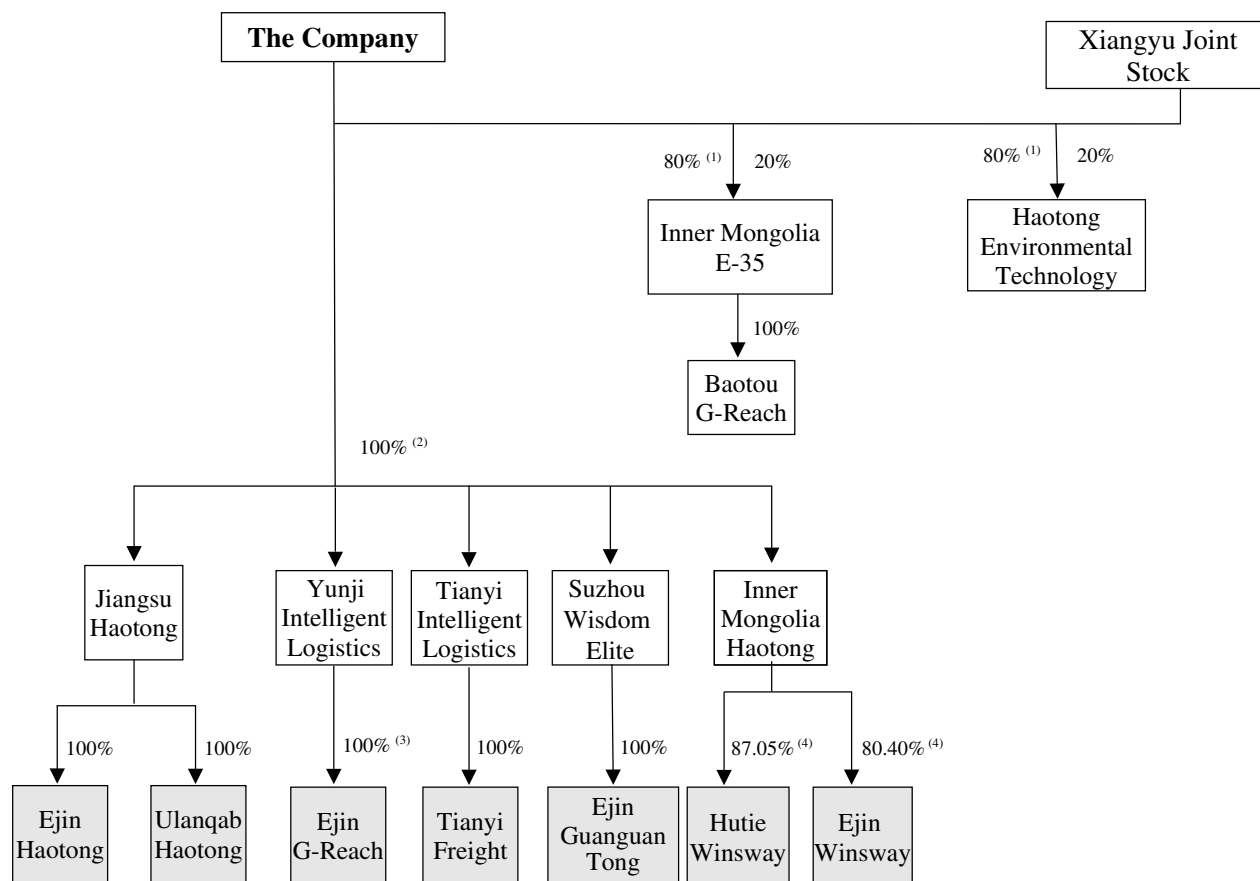 The Company
Xiangyu Joint
Stock
80% (1)
20%
80% (1)
20%
Inner Mongolia
E-35
Haotong
Environmental
Technology
100%
Baotou
G-Reach
100% (2)
Jiangsu
Haotong
Yunji
Intelligent
Logistics
Tianyi
Intelligent
Logistics
Suzhou
Wisdom
Elite
Inner
Mongolia
Haotong
100%
100%
100% (3)
100%
100%
87.05% (4)
80.40% (4)
Ejin
Haotong
Ulanqab
Haotong
Ejin
G-Reach
Tianyi
Freight
Ejin
Guanguan
Tong
Hutie
Winsway
Ejin
Winsway